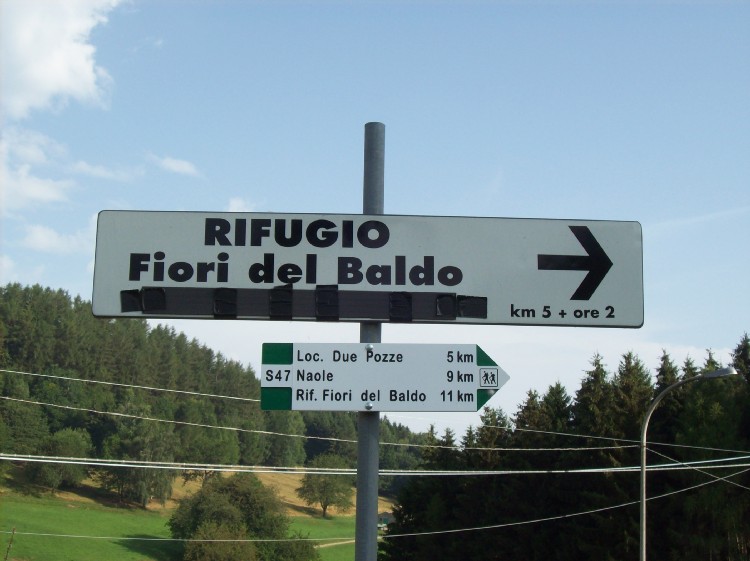 RIFUGIO
Fiori del Baldo
km 5 + ore 2
Loc. Due Pozze 5 km
S47 Naole 9 km
Rif. Fiori del Baldo 11 km